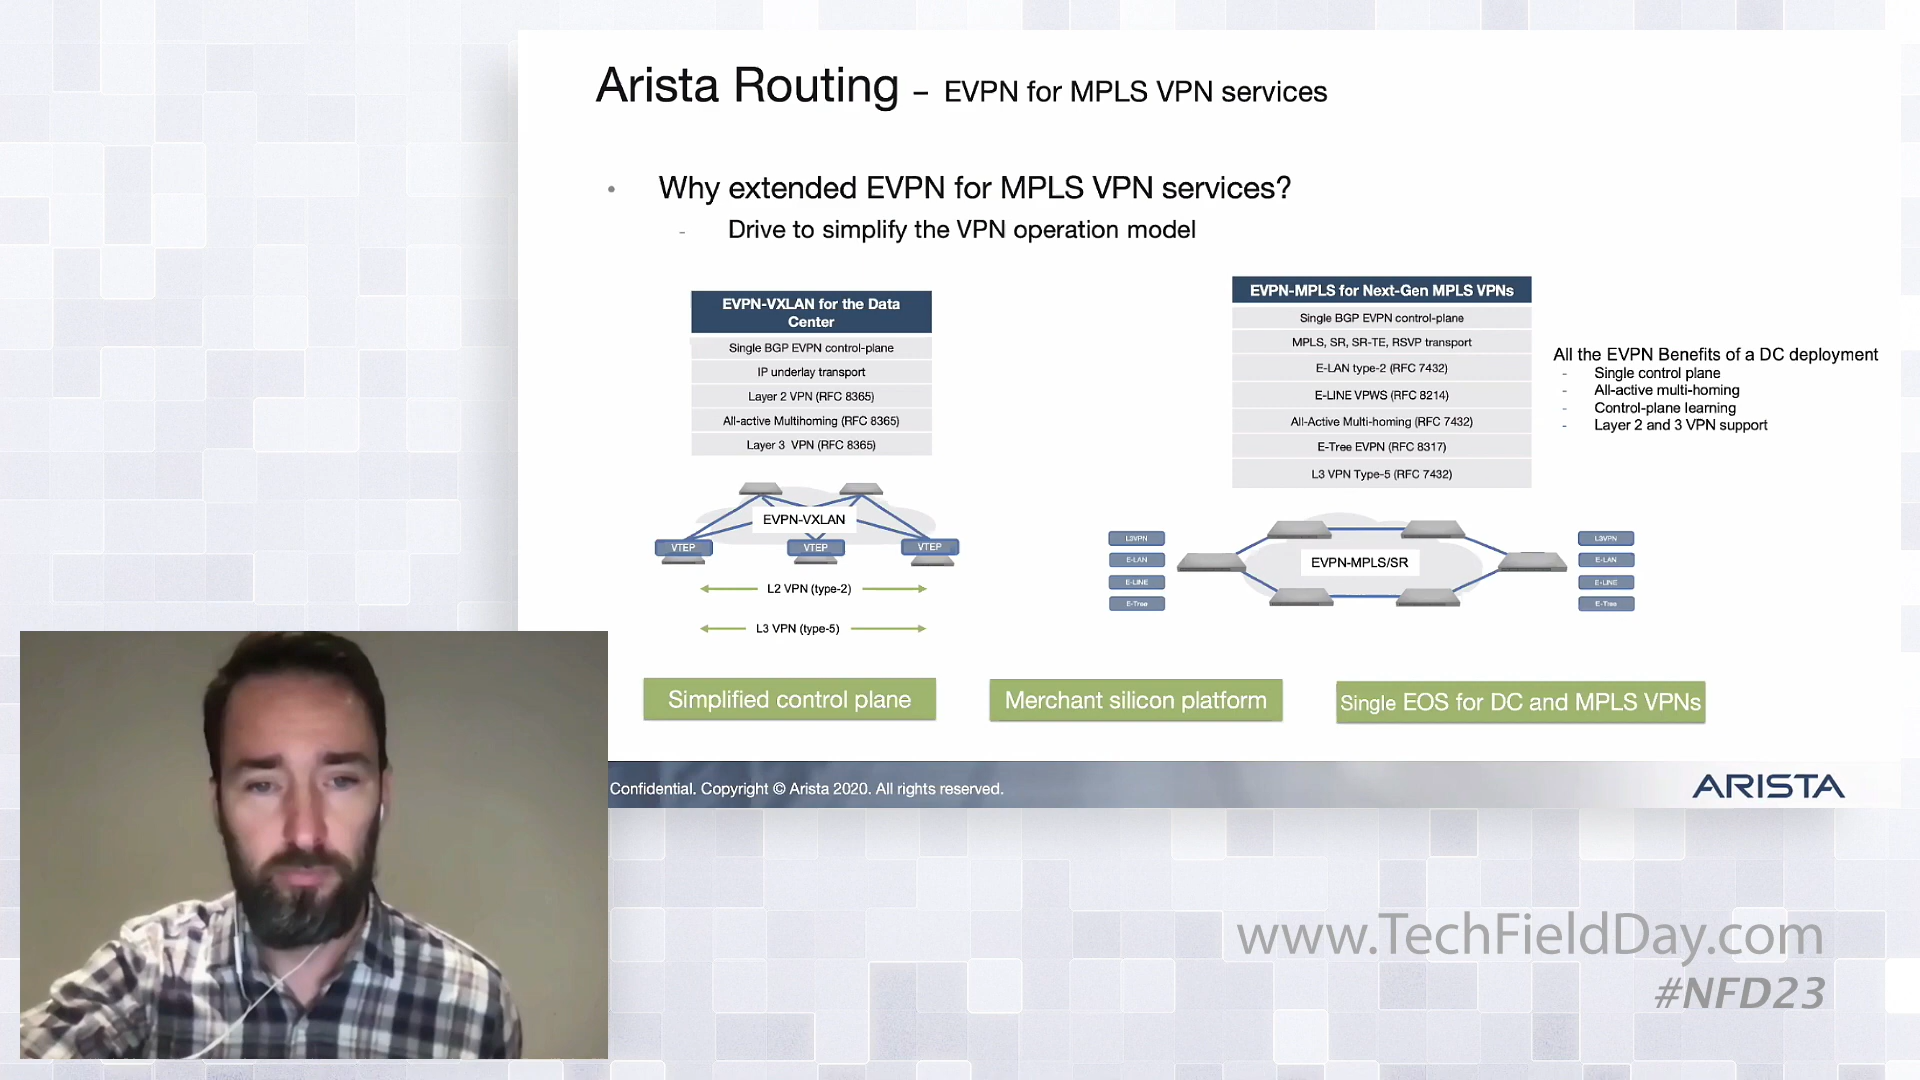 Arista Routing – EVPN for MPLS VPN services
• Why extended EVPN for MPLS VPN services?
- Drive to simplify the VPN operation model
EVPN-VXLAN for the Data
Center
Single BGP EVPN control-plane
IP underlay transport
Layer 2 VPN (RFC 8365)
All-active Multihoming (RFC 8365)
Layer 3 VPN (RFC 8365)
EVPN-VXLAN
VTEP
VTEP
VTEP
L2 VPN (type-2)
L3 VPN (type-5)
EVPN-MPLS for Next-Gen MPLS VPNs
Single BGP EVPN control-plane
MPLS, SR, SR-TE, RSVP transport
E-LAN type-2 (RFC 7432)
E-LINE VPWS (RFC 8214)
All-Active Multi-homing (RFC 7432)
E-Tree EVPN (RFC 8317)
L3 VPN Type-5 (RFC 7432)
All the EVPN Benefits of a DC deployment
- Single control plane
- All-active multi-homing
- Control-plane learning
- Layer 2 and 3 VPN support
L3VPN
E-LAN
E-LINE
E-Tree
EVPN-MPLS/SR
L3VPN
E-LAN
E-LINE
E-Tree
Simplified control plane
Merchant silicon platform
Single EOS for DC and MPLS VPNs
Confidential. Copyright © Arista 2020. All rights reserved.
ARISTA
www.TechFieldDay.com
#NFD23